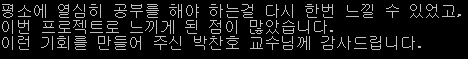 평소에 열심히 공부를 해야 하는걸 다시 한번 느낄 수 있었고,
이번 프로젝트로 느끼게 된 점이 많았습니다.
이런 기회를 만들어 주신 박찬호 교수님께 감사드립니다.